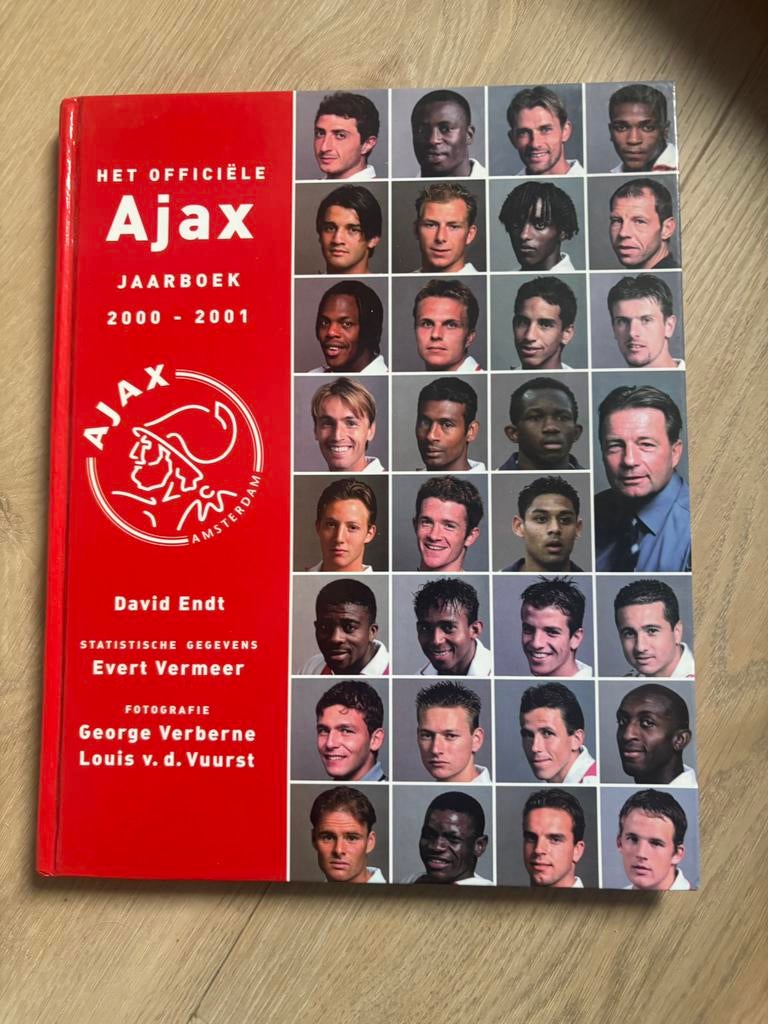 HET OFFICIËLE
Ajax
JAARBOEK
2000 - 2001
AJAX
AMSTERDAM
David Endt
STATISTISCHE GEGEVENS
Evert Vermeer
FOTOGRAFIE
George Verberne
Louis v. d. Vuurst